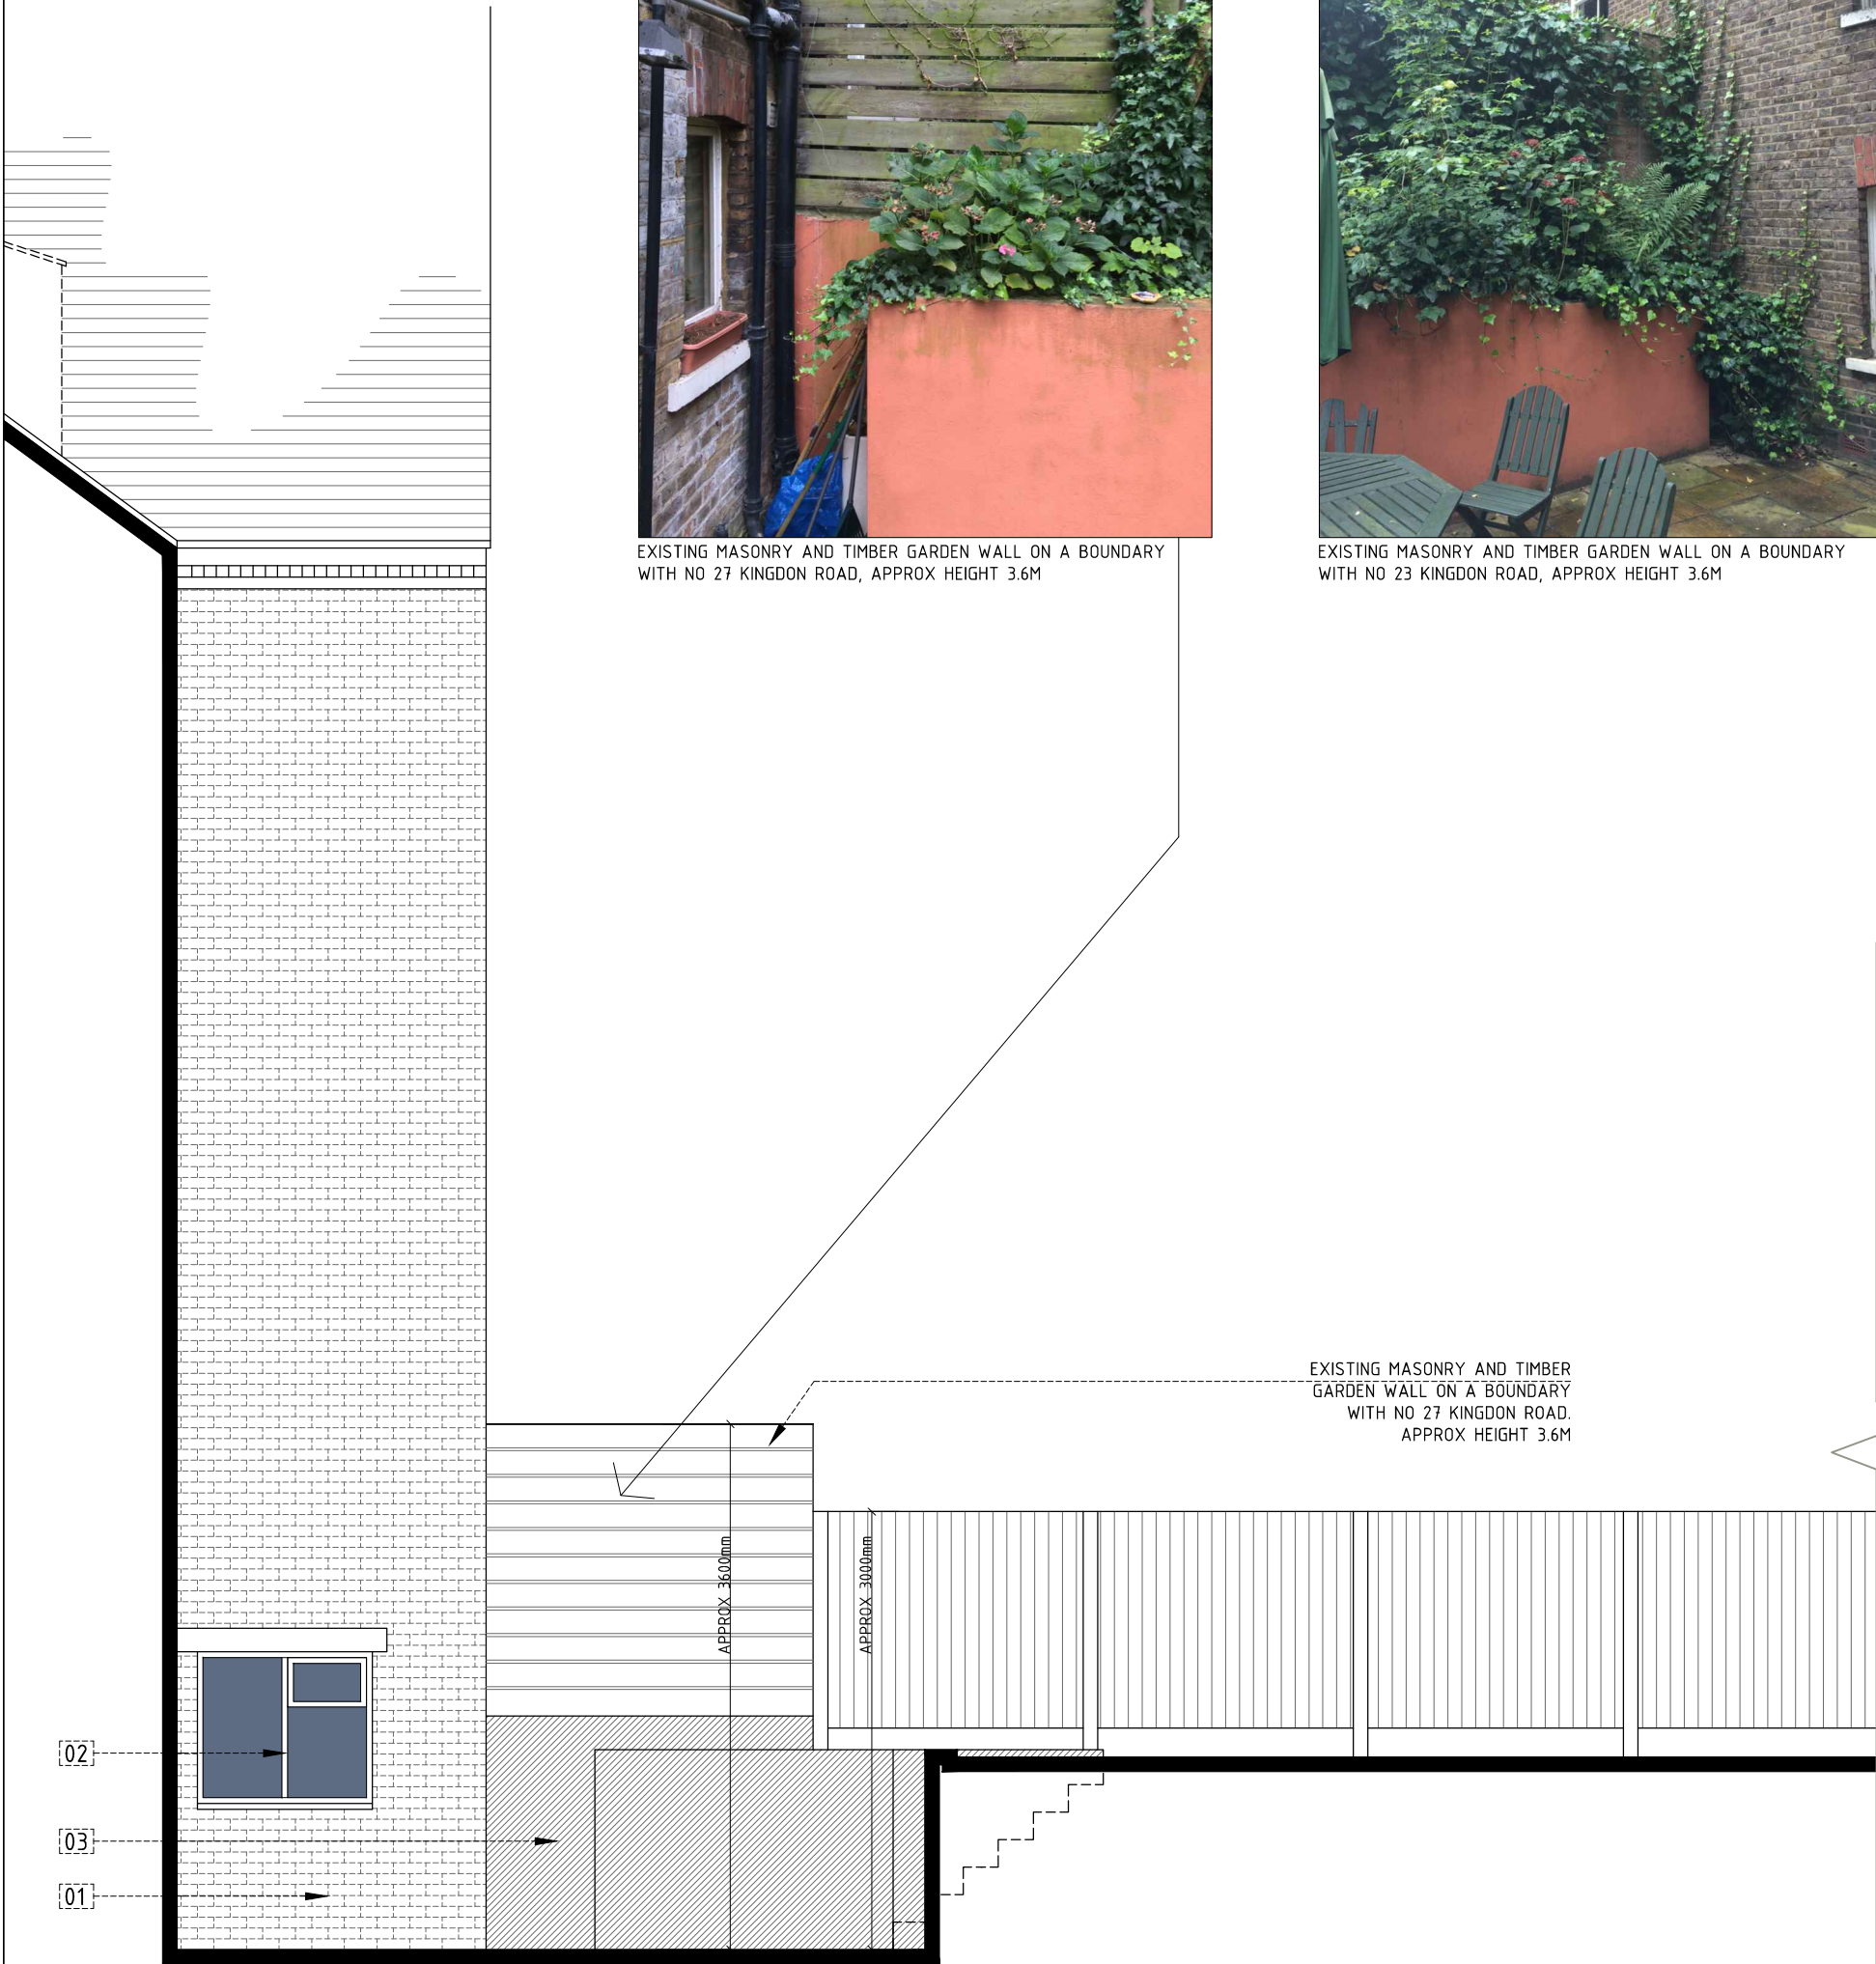 EXISTING MASONRY AND TIMBER GARDEN WALL ON A BOUNDARY
WITH NO 27 KINGDON ROAD, APPROX HEIGHT 3.6M
EXISTING MASONRY AND TIMBER GARDEN WALL ON A BOUNDARY
WITH NO 23 KINGDON ROAD, APPROX HEIGHT 3.6M
EXISTING MASONRY AND TIMBER
GARDEN WALL ON A BOUNDARY
WITH NO 27 KINGDON ROAD.
APPROX HEIGHT 3.6M
APPROX 3600mm
APPROX 3000mm
02
03
01